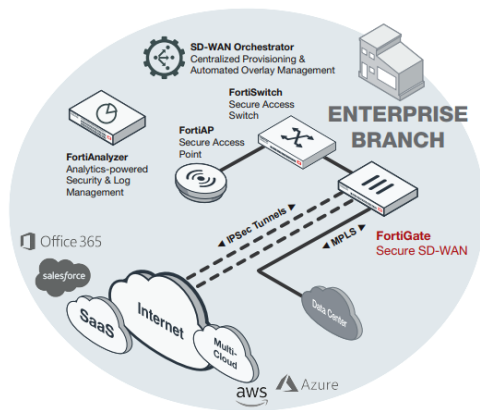 SD-WAN Orchestrator
Centralized Provisioning &
Automated Overlay Management
FortiSwitch
Secure Access
Switch
ENTERPRISE
BRANCH
FortiAP
Secure Access
Point
FortiAnalyzer
Analytics-powered
Security & Log
Management
IPSec Tunnels
MPLS
FortiGate
Secure SD-WAN
Office 365
salesforce
SaaS
Internet
Multi-
Cloud
Data Center
aws
Azure